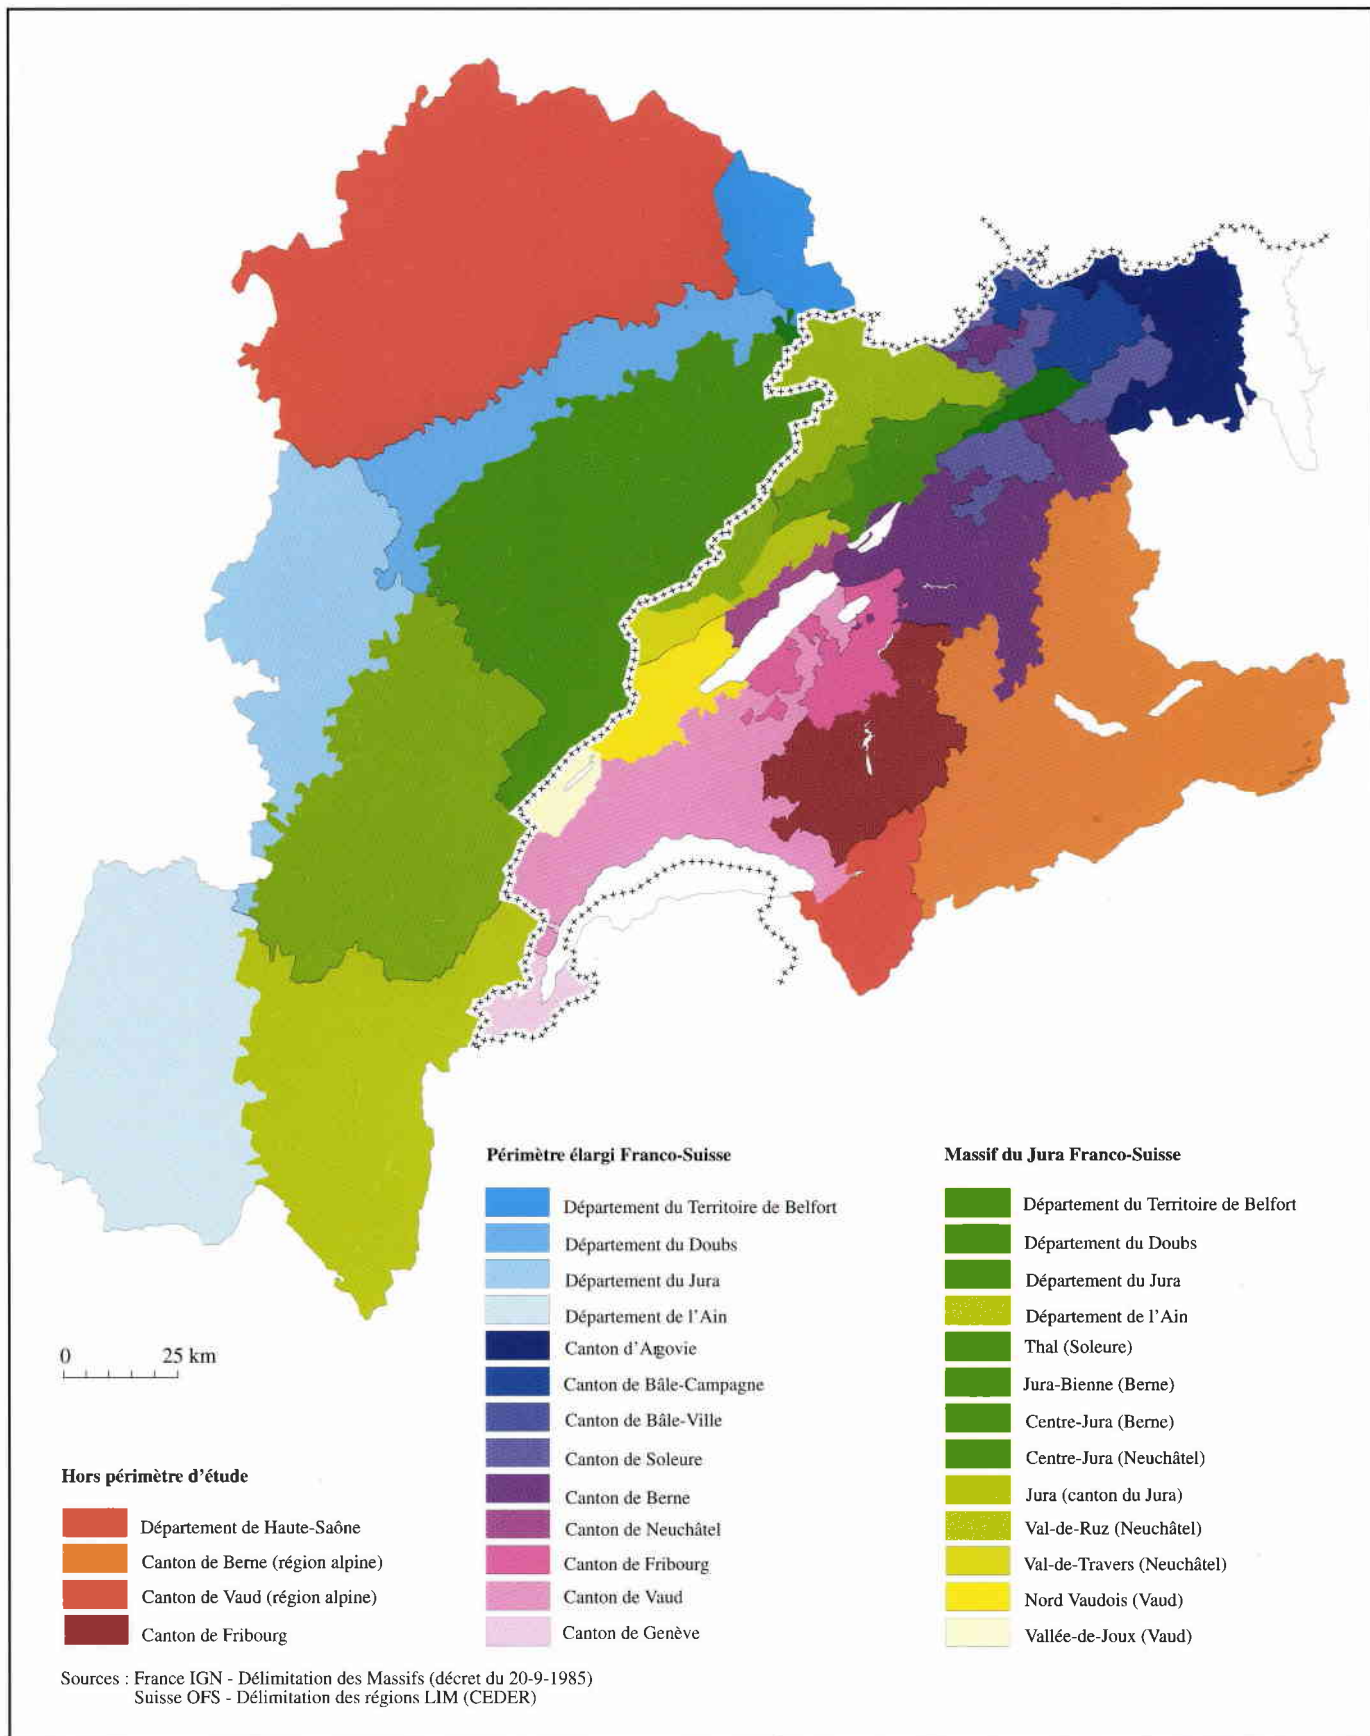 Périmètre élargi Franco-Suisse
Département du Territoire de Belfort
Département du Doubs
Département du Jura
Département de l'Ain
Canton d'Argovie
Canton de Bâle-Campagne
Canton de Bâle-Ville
Canton de Soleure
Canton de Berne
Canton de Neuchâtel
Canton de Fribourg
Canton de Vaud
Canton de Genève
Massif du Jura Franco-Suisse
Département du Territoire de Belfort
Département du Doubs
Département du Jura
Département de l'Ain
Thal (Soleure)
Jura-Bienne (Berne)
Centre-Jura (Berne)
Centre-Jura (Neuchâtel)
Jura (canton du Jura)
Val-de-Ruz (Neuchâtel)
Val-de-Travers (Neuchâtel)
Nord Vaudois (Vaud)
Vallée-de-Joux (Vaud)
0 25 km
Hors périmètre d'étude
Département de Haute-Saône
Canton de Berne (région alpine)
Canton de Vaud (région alpine)
Canton de Fribourg
Sources : France IGN - Délimitation des Massifs (décret du 20-9-1985)
Suisse OFS - Délimitation des régions LIM (CEDER)